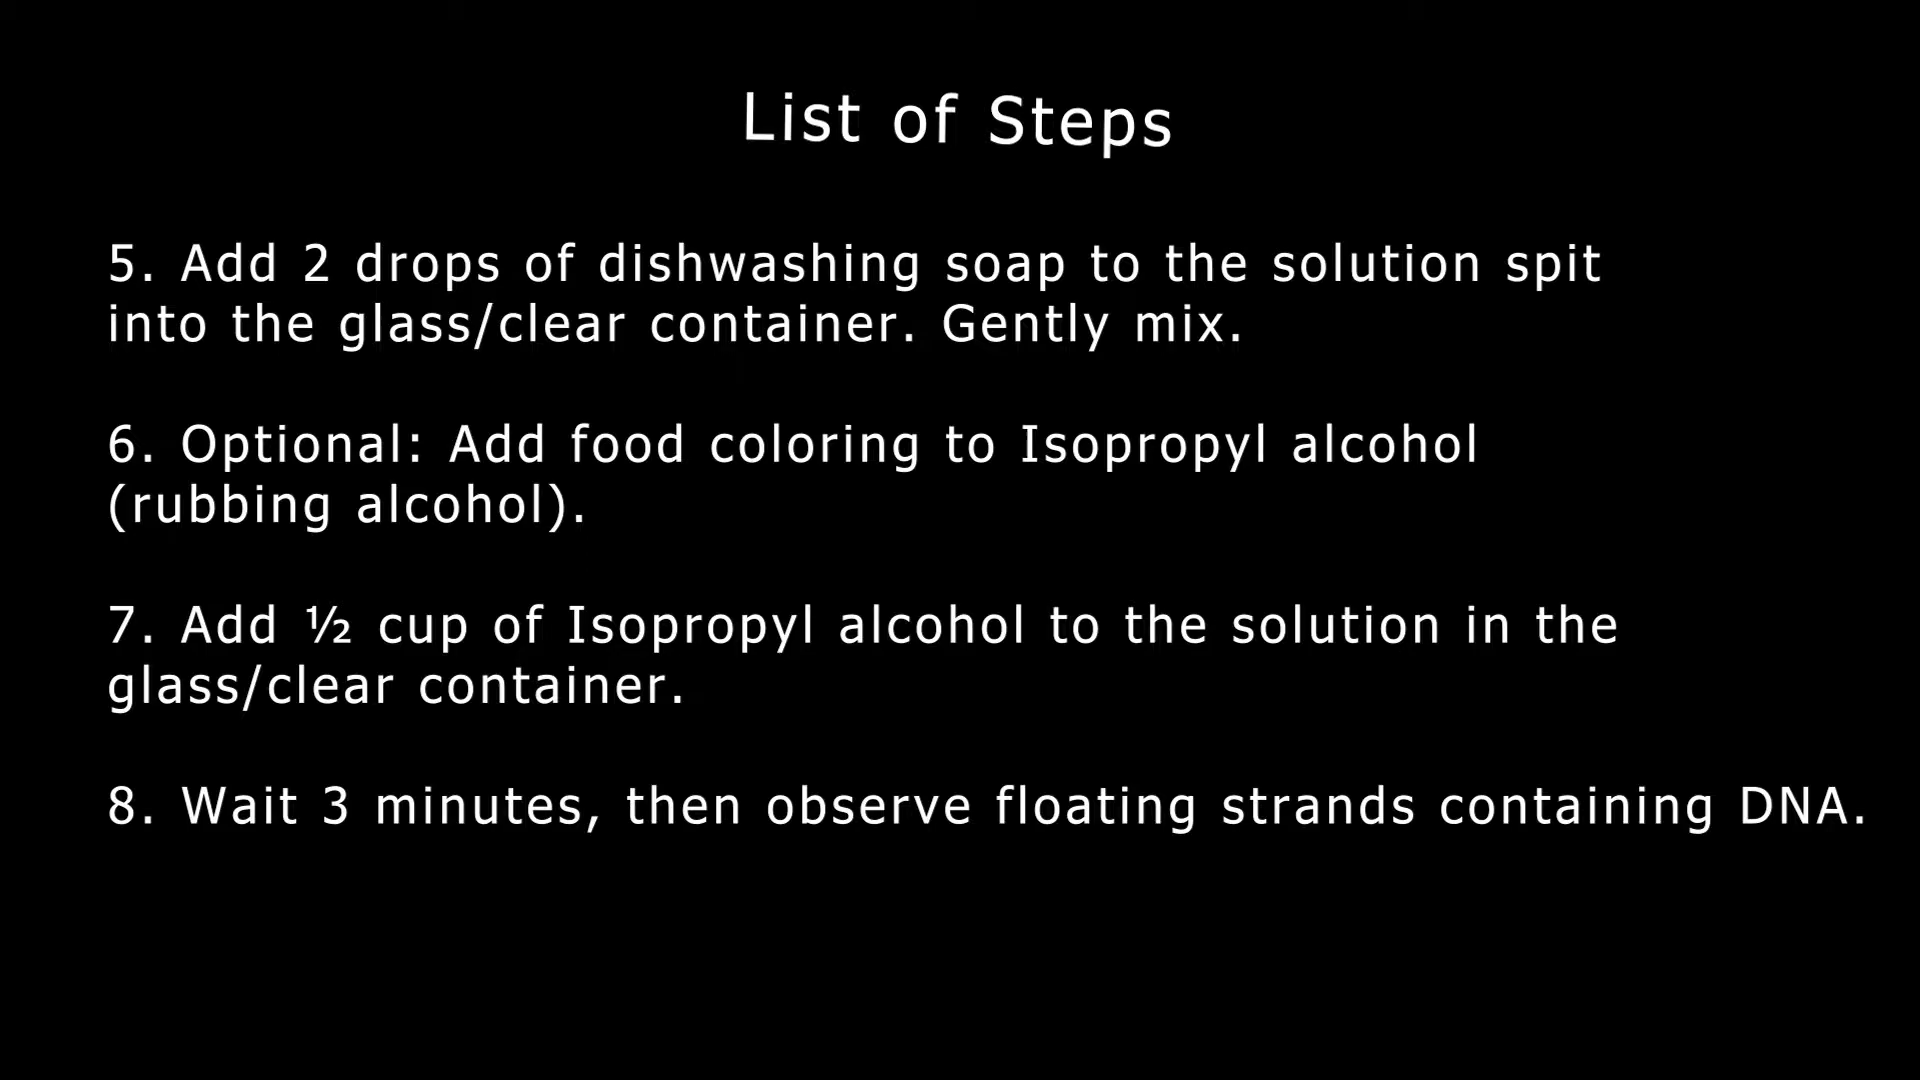 List of Steps
5. Add 2 drops of dishwashing soap to the solution spit
into the glass/clear container. Gently mix.
6. Optional: Add food coloring to Isopropyl alcohol
(rubbing alcohol).
7. Add ½ cup of Isopropyl alcohol to the solution in the
glass/clear container.
8. Wait 3 minutes, then observe floating strands containing DNA.